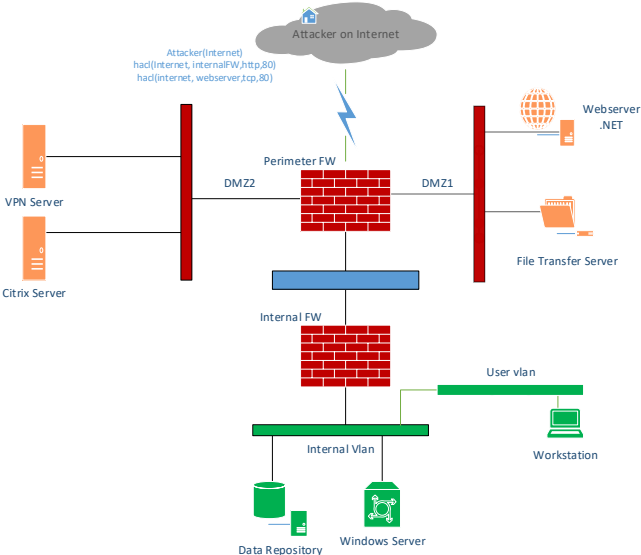 Attacker on Internet
Attacker(Internet)
hacl(Internet, internalFW,http,80)
hacl(internet, webserver,tcp,80)
Webserver
.NET
Perimeter FW
DMZ2
DMZ1
VPN Server
File Transfer Server
Citrix Server
Internal FW
User vlan
Internal Vlan
Workstation
Data Repository
Windows Server